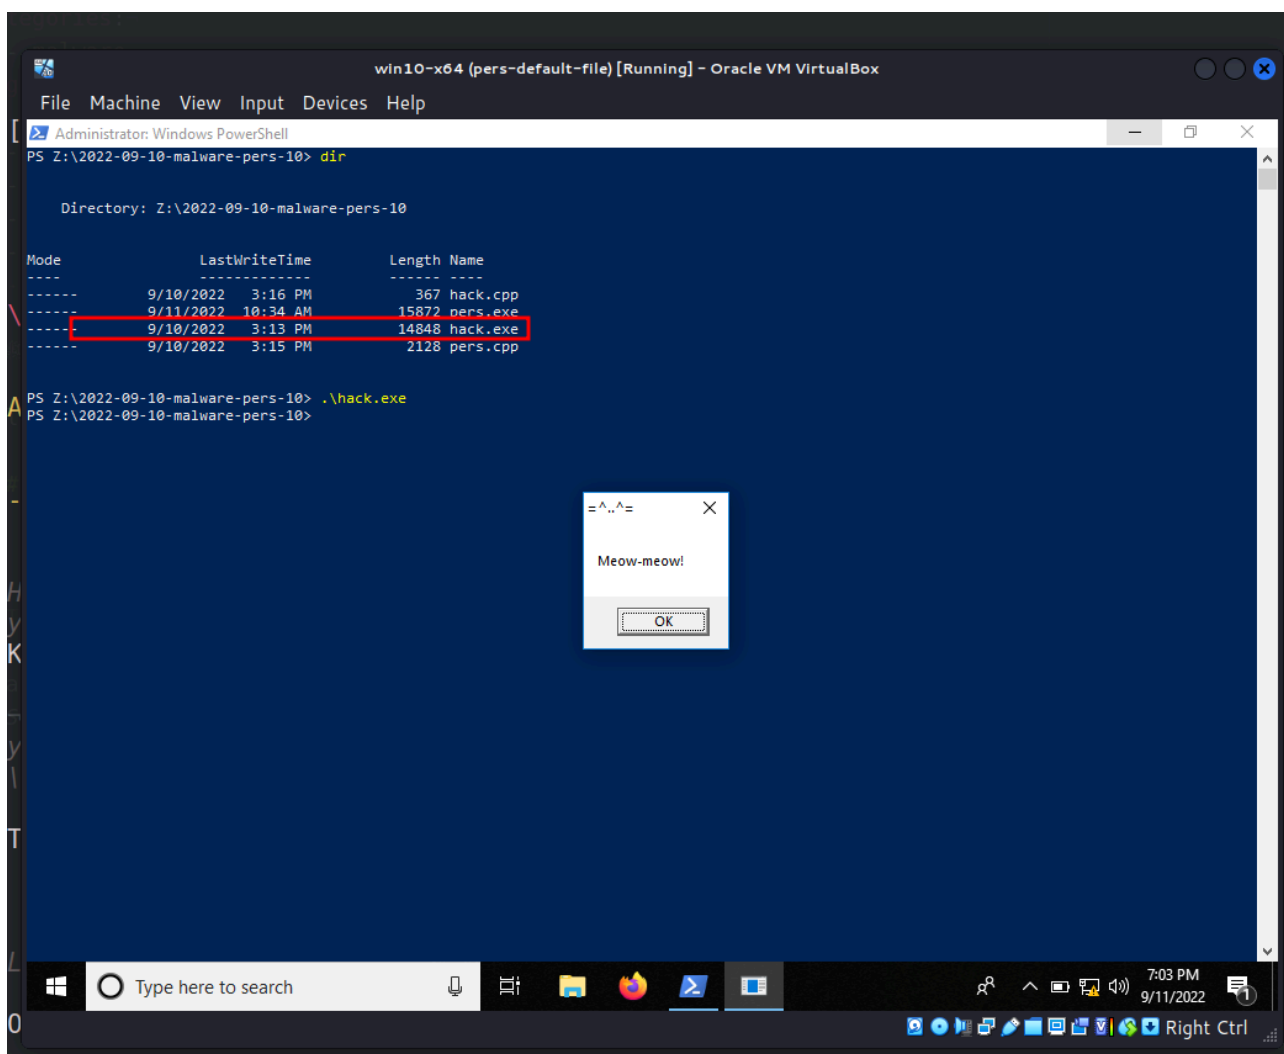 win10-x64 (pers-default-file) [Running] - Oracle VM VirtualBox
File Machine View Input Devices Help
Administrator: Windows PowerShell
PS Z:\2022-09-10-malware-pers-10> dir
Directory: Z:\2022-09-10-malware-pers-10
Mode LastWriteTime Length Name
---- ------------- ------ ----
------ 9/10/2022 3:16 PM 367 hack.cpp
------ 9/11/2022 10:34 AM 15872 pers.exe
------ 9/10/2022 3:13 PM 14848 hack.exe
------ 9/10/2022 3:15 PM 2128 pers.cpp
PS Z:\2022-09-10-malware-pers-10> .\hack.exe
PS Z:\2022-09-10-malware-pers-10>
=^..^=
Meow-meow!
OK
Type here to search
7:03 PM
9/11/2022
1
Right Ctrl